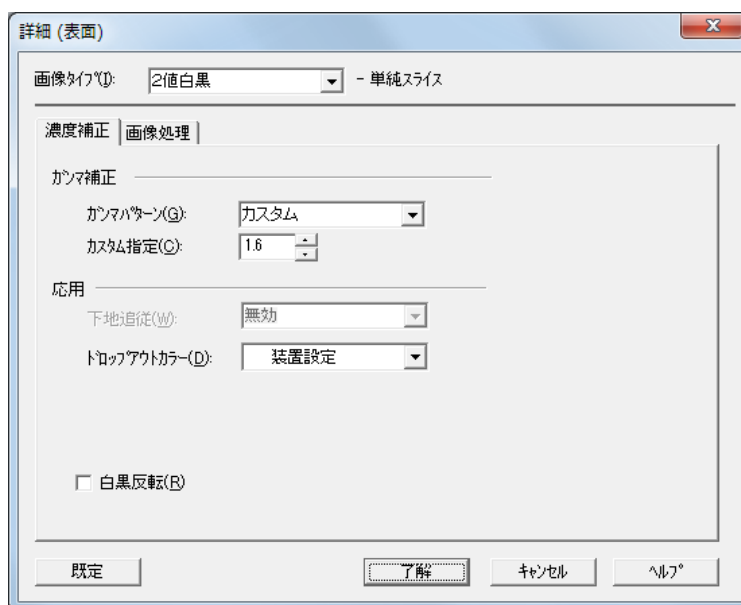 詳細 (表面)
画像ﾀｲﾌﾟ(I): 2値白黒 - 単純スライス
濃度補正 画像処理
ガンマ補正
ガンマパターン(G): カスタム
カスタム指定(C): 1.6
応用
下地追従(W): 無効
ﾄﾞﾛｯﾌﾟｱｳﾄｶﾗｰ(D): 装置設定
白黒反転(R)
既定 了解 ｷｬﾝｾﾙ ﾍﾙﾌﾟ